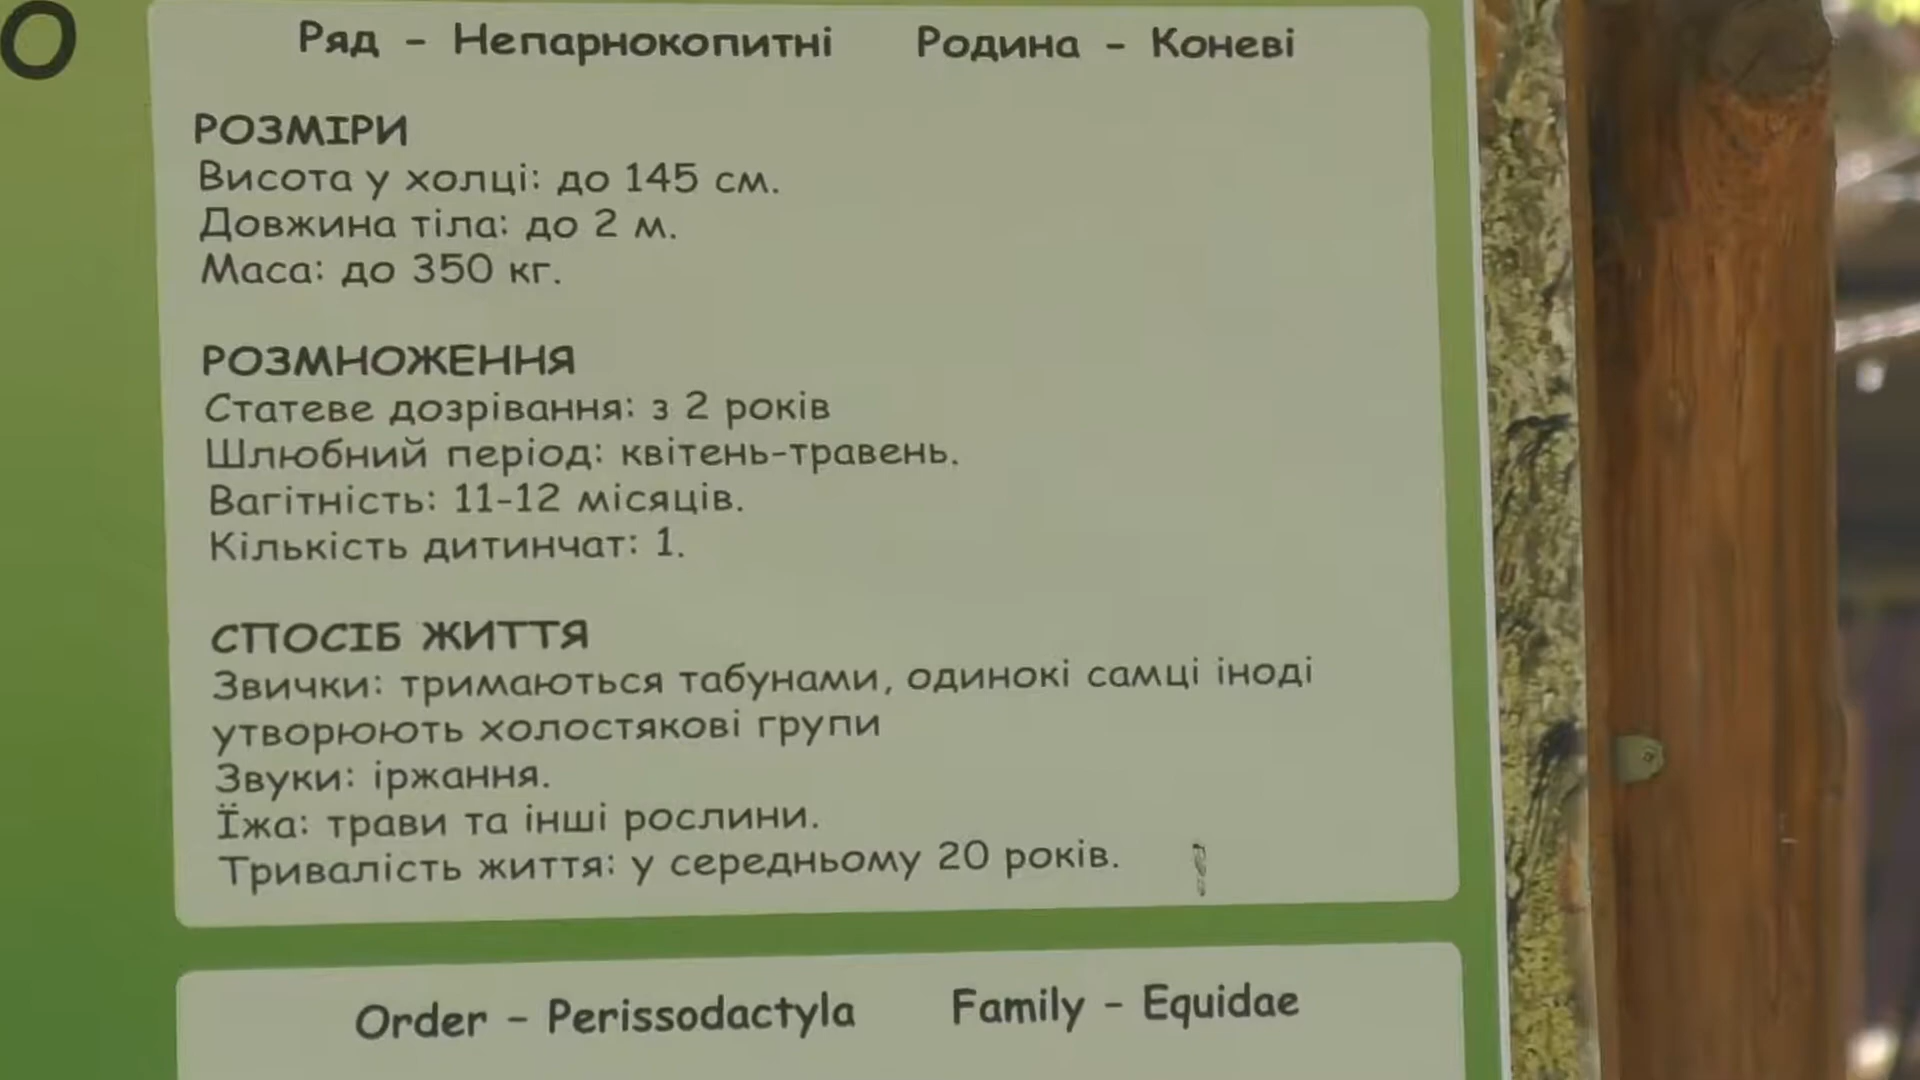 О
Ряд - Непарнокопитні Родина - Коневі
РОЗМІРИ
Висота у холці: до 145 см.
Довжина тіла: до 2 м.
Маса: до 350 кг.
РОЗМНОЖЕННЯ
Статеве дозрівання: з 2 років
Шлюбний період: квітень-травень.
Вагітність: 11-12 місяців.
Кількість дитинчат: 1.
СПОСІБ ЖИТТЯ
Звички: тримаються табунами, одинокі самці іноді
утворюють холостякові групи
Звуки: іржання.
Їжа: трави та інші рослини.
Тривалість життя: у середньому 20 років.
Order - Perissodactyla Family - Equidae